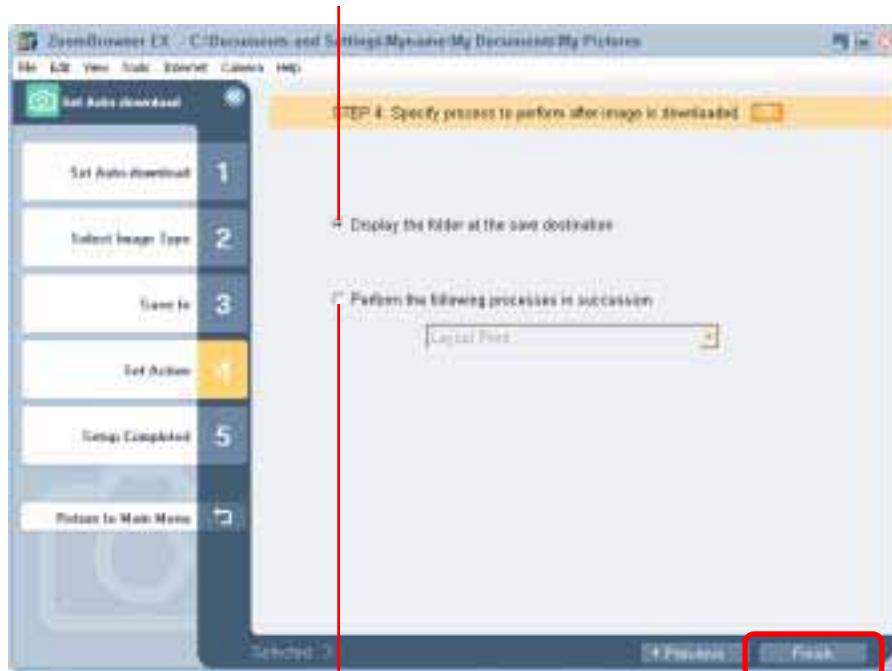 ZoomBrowser EX - C:\Documents and Settings\Myname\My Documents\My Pictures
File Edit View Tools Internet Camera Help
Set Auto download
STEP 4: Specify process to perform after image is downloaded.
Set Auto download 1
Select Image Type 2
Display the folder at the save destination
Save In 3
Perform the following processes in succession
Layout Print
Set Action 4
Setup Completed 5
Return to Main Menu
Selected
Previous
Finish